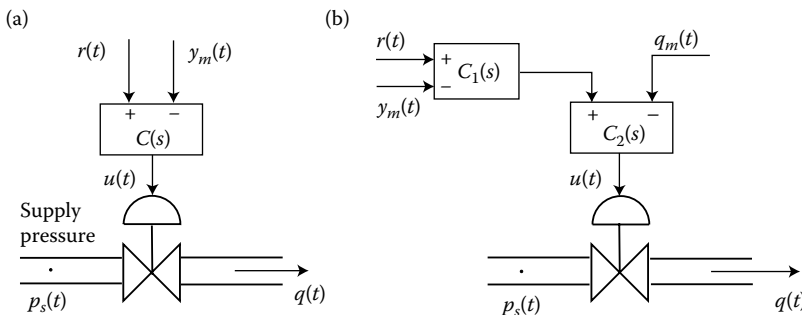 (a)
r(t)
y_m(t)
+ −
C(s)
u(t)
Supply
pressure
p_s(t)
q(t)
(b)
r(t)
+
C_1(s)
y_m(t)
−
q_m(t)
+ −
C_2(s)
u(t)
p_s(t)
q(t)